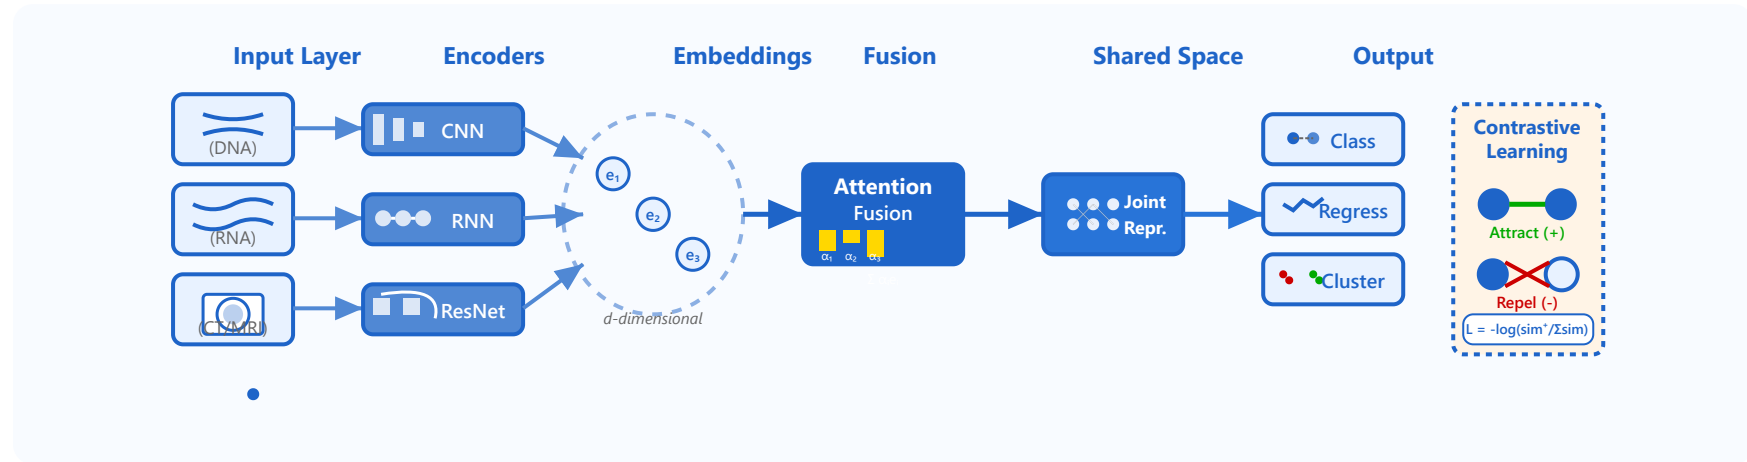 Input Layer
Encoders
Embeddings
Fusion
Shared Space
Output
(DNA)
(RNA)
(CT/MRI)
CNN
RNN
ResNet
e₁
e₂
e₃
d-dimensional
Attention
Fusion
α₁ α₂ α₃
Joint
Repr.
Class
Regress
Cluster
Contrastive
Learning
Attract (+)
Repel (-)
L = -log(sim⁺/Σsim)